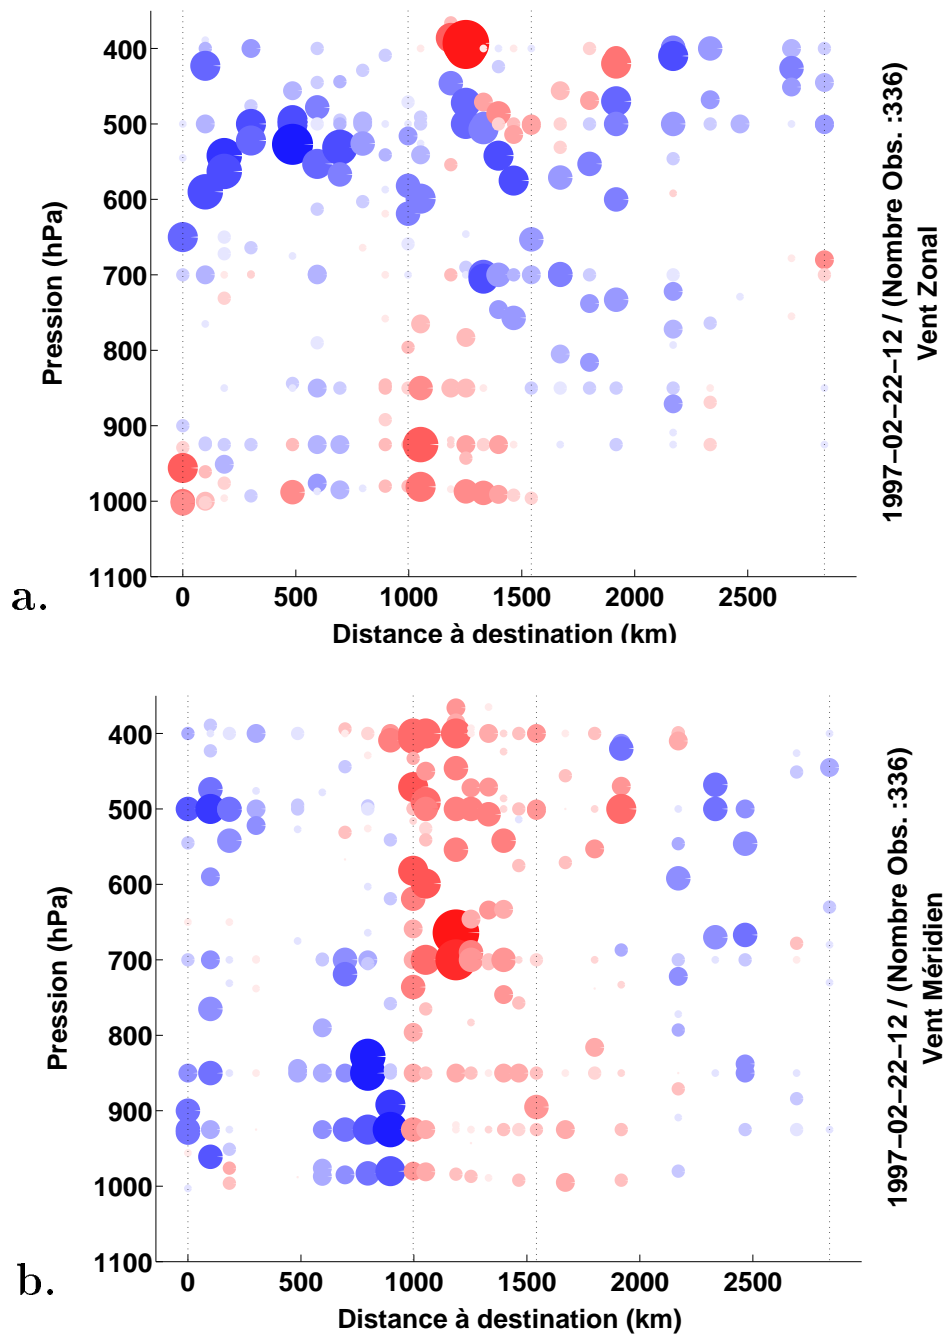 400
500
600
700
800
900
1000
1100
Pression (hPa)
0 500 1000 1500 2000 2500
Distance à destination (km)
1997−02−22−12 / (Nombre Obs. :336)
Vent Zonal
a.
400
500
600
700
800
900
1000
1100
Pression (hPa)
0 500 1000 1500 2000 2500
Distance à destination (km)
1997−02−22−12 / (Nombre Obs. :336)
Vent Méridien
b.